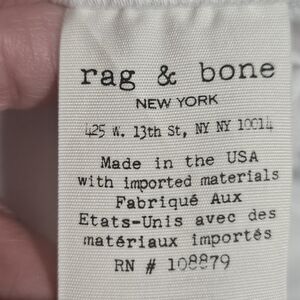 rag & bone
NEW YORK
425 W. 13th St, NY NY 10014
Made in the USA
with imported materials
Fabriqué Aux
Etats-Unis avec des
matériaux importés
RN # 108879